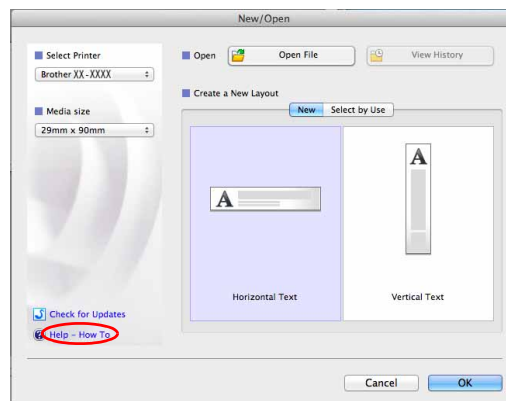 New/Open
Select Printer
Brother XX-XXXX
Media size
29mm x 90mm
Check for Updates
Help - How To
Open
Open File
View History
Create a New Layout
New
Select by Use
A
Horizontal Text
A
Vertical Text
Cancel
OK